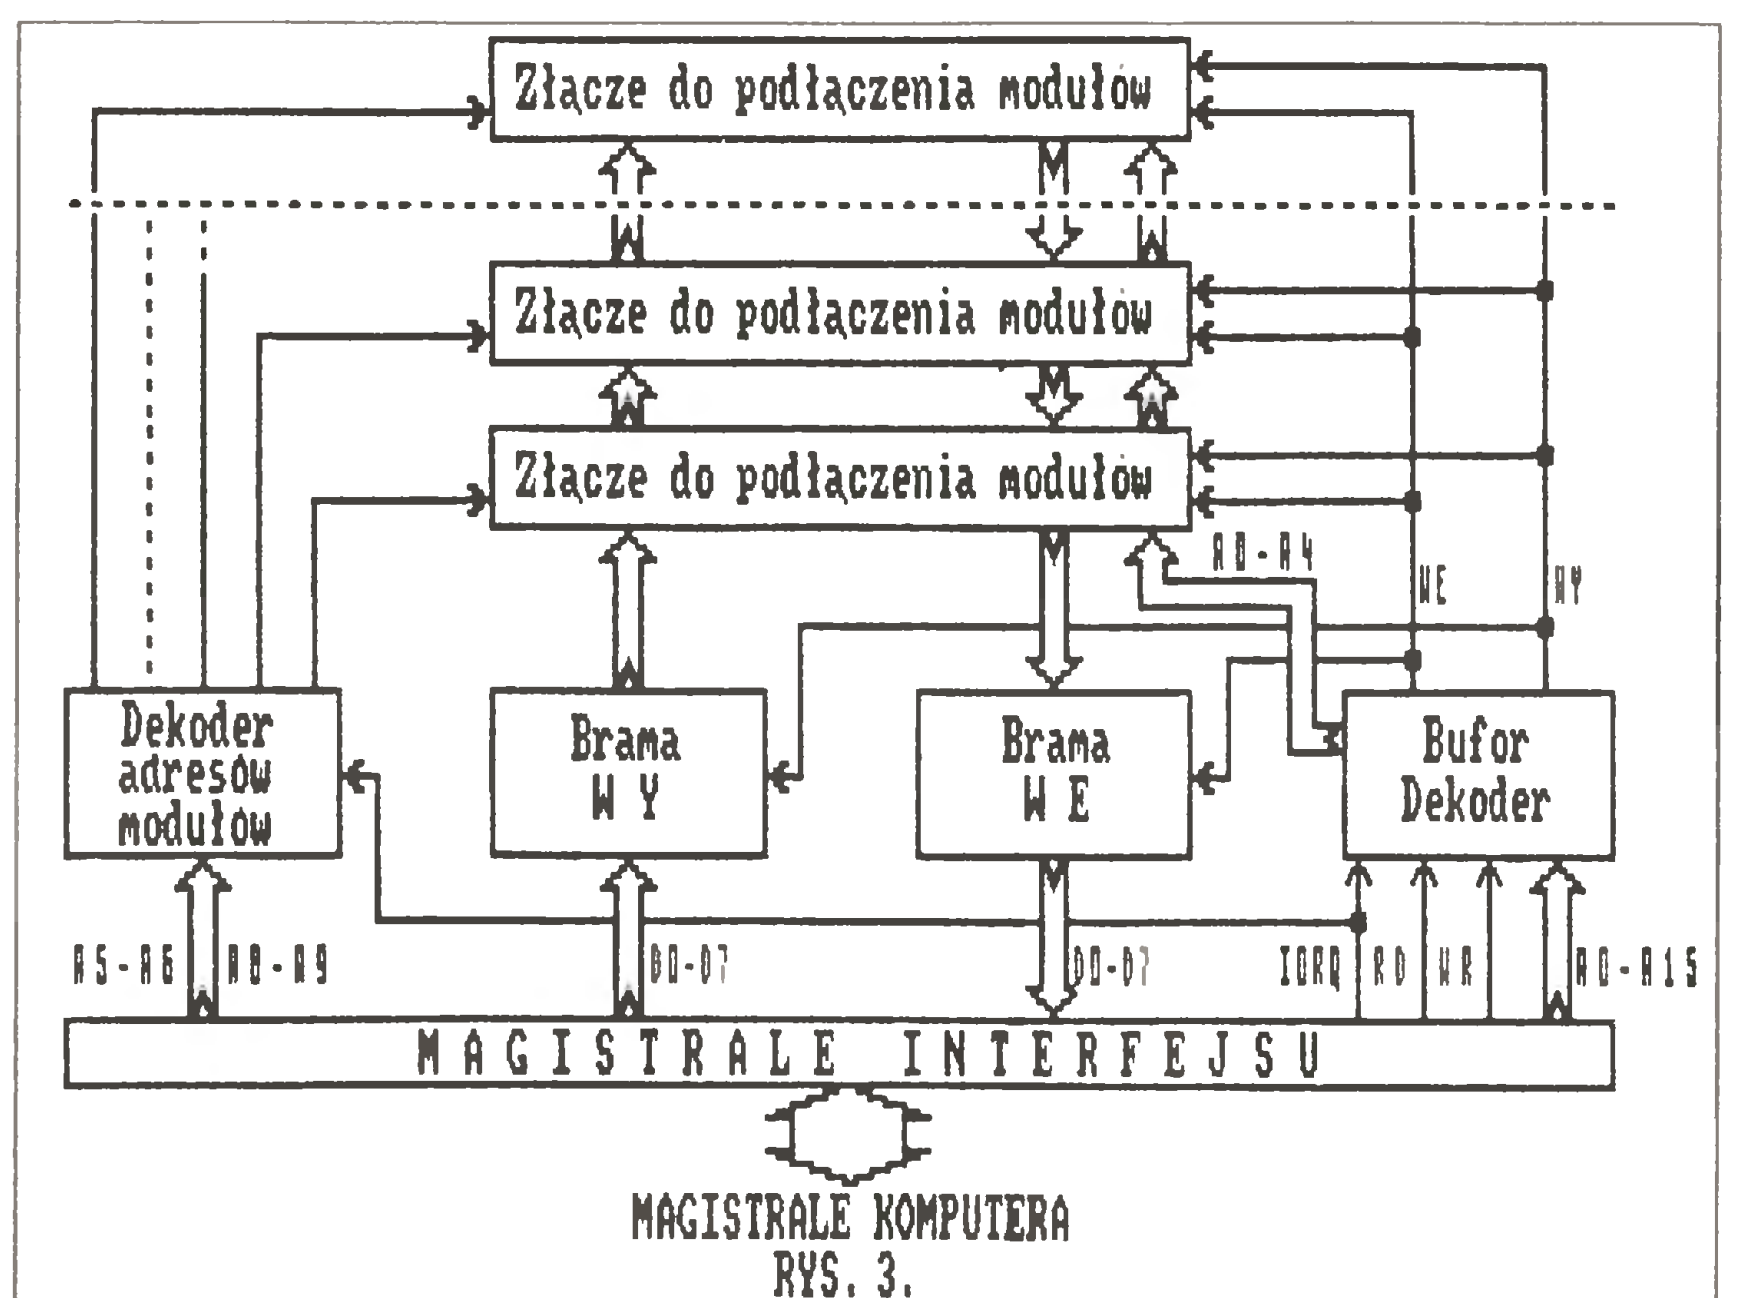 Złącze do podłączenia modułów
Złącze do podłączenia modułów
Złącze do podłączenia modułów
A0-A4
WE
WY
Dekoder
adresów
modułów
Brama
WY
Brama
WE
Bufor
Dekoder
A5-A6
A8-A9
D0-D7
D0-D7
IORQ
RD
WR
A0-A15
MAGISTRALE INTERFEJSU
MAGISTRALE KOMPUTERA
RYS. 3.